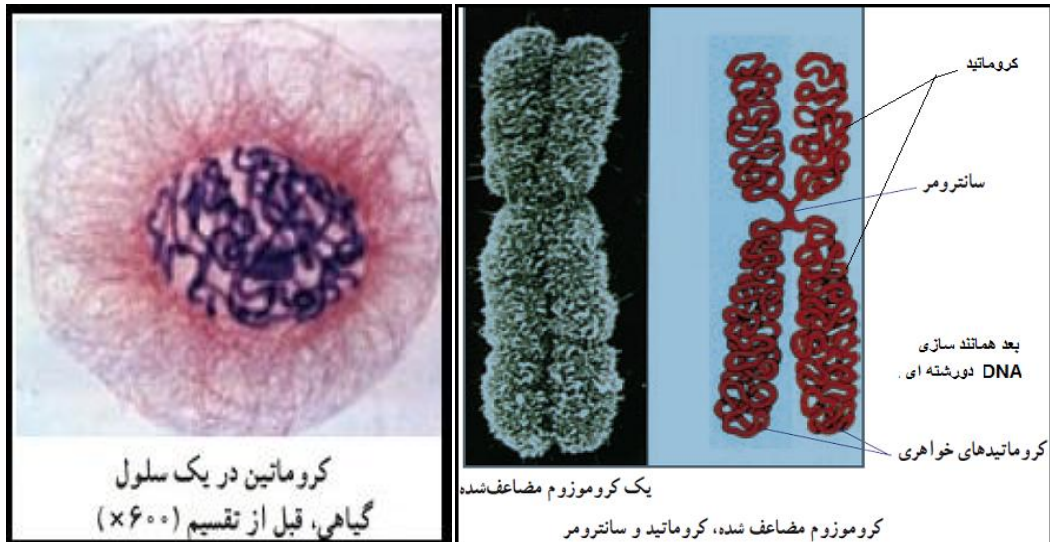 کروماتین در یک سلول
گیاهی، قبل از تقسیم (۶۰۰×)
کروماتید
سانترومر
بعد همانند سازی
DNA دورشته ای .
کروماتیدهای خواهری
یک کروموزوم مضاعف‌شده
کروموزوم مضاعف شده، کروماتید و سانترومر